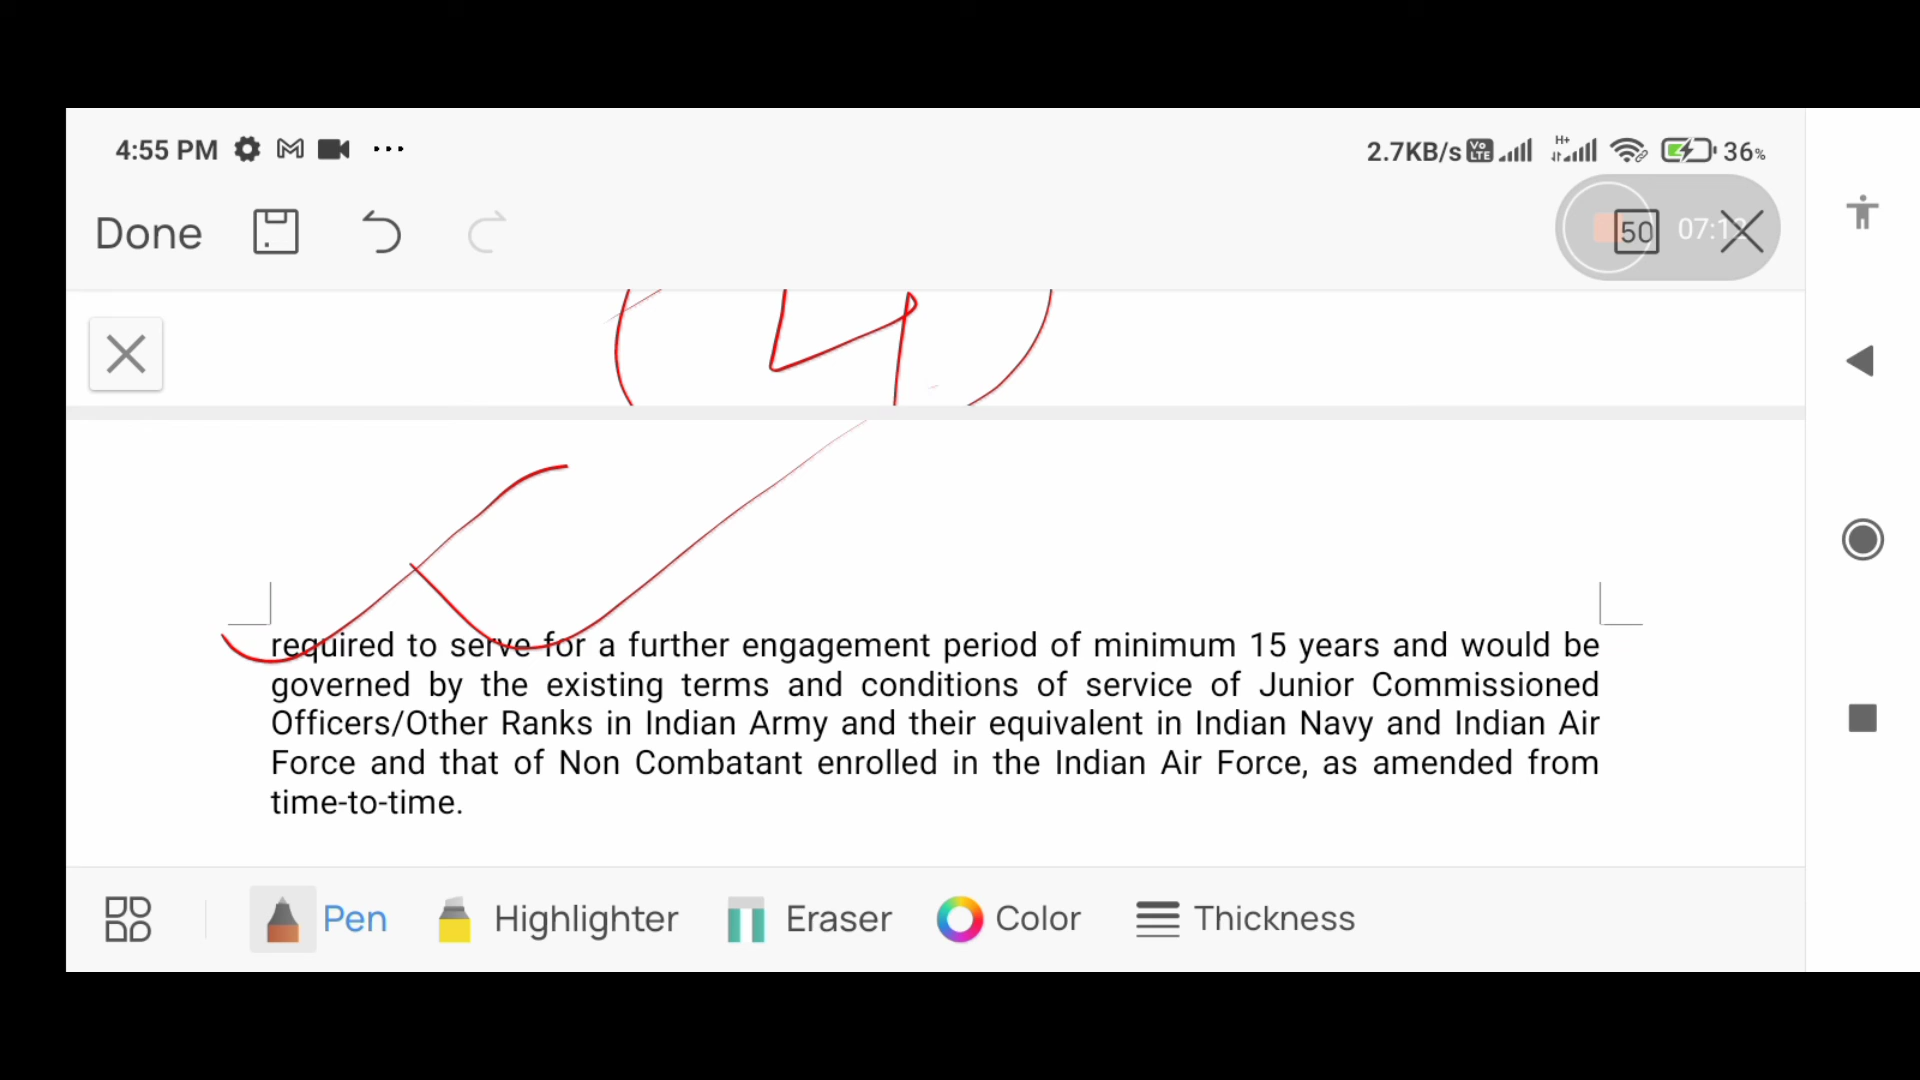 4:55 PM
2.7KB/s Vo LTE H+ 36%
Done
50
4
required to serve for a further engagement period of minimum 15 years and would be
governed by the existing terms and conditions of service of Junior Commissioned
Officers/Other Ranks in Indian Army and their equivalent in Indian Navy and Indian Air
Force and that of Non Combatant enrolled in the Indian Air Force, as amended from
time-to-time.
Pen Highlighter Eraser Color Thickness